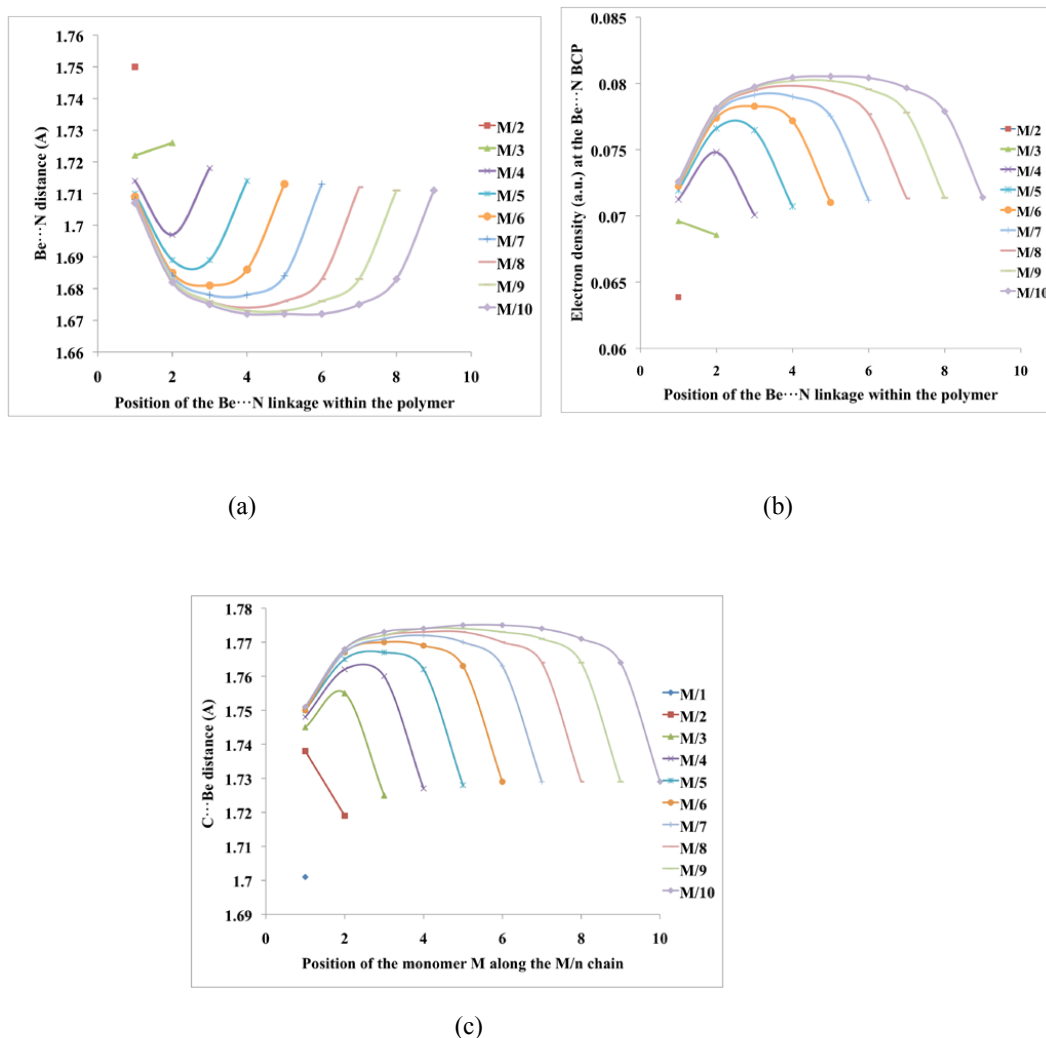 1.76
1.75
1.74
1.73
1.72
1.71
1.7
1.69
1.68
1.67
1.66
0 2 4 6 8 10
Be···N distance (A)
Position of the Be···N linkage within the polymer
M/2
M/3
M/4
M/5
M/6
M/7
M/8
M/9
M/10
(a)
0.085
0.08
0.075
0.07
0.065
0.06
0 2 4 6 8 10
Electron density (a.u.) at the Be···N BCP
Position of the Be···N linkage within the polymer
M/2
M/3
M/4
M/5
M/6
M/7
M/8
M/9
M/10
(b)
1.78
1.77
1.76
1.75
1.74
1.73
1.72
1.71
1.7
1.69
0 2 4 6 8 10
C···Be distance (A)
Position of the monomer M along the M/n chain
M/1
M/2
M/3
M/4
M/5
M/6
M/7
M/8
M/9
M/10
(c)